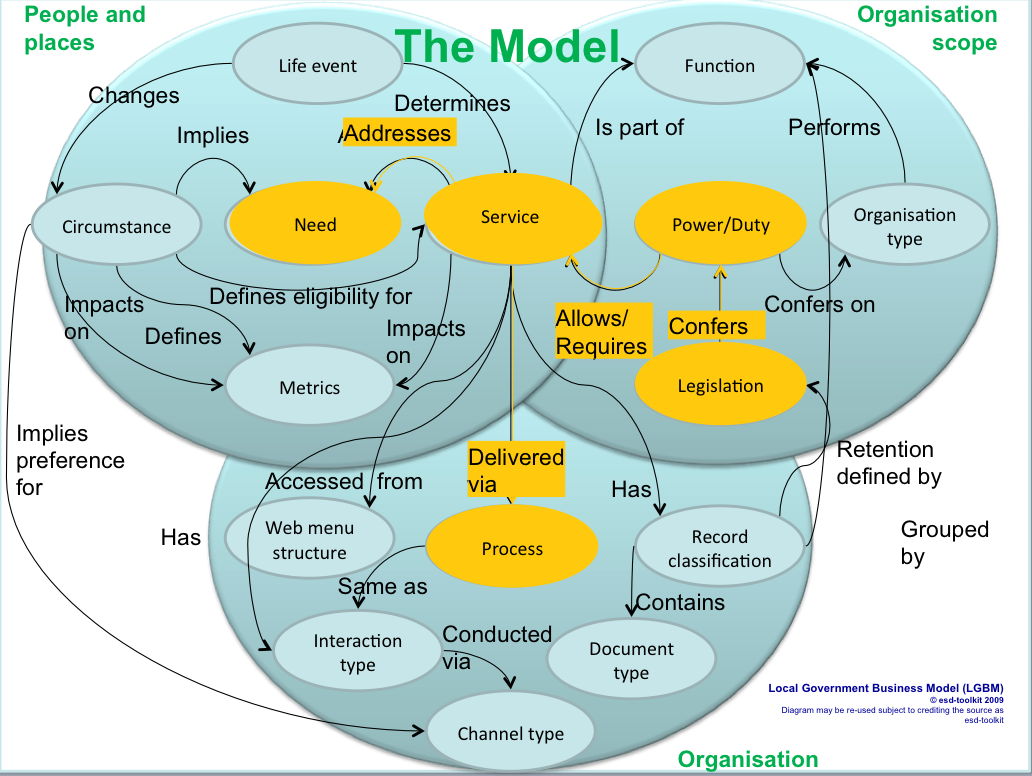 People and
places
The Model
Organisation
scope
Life event
Function
Changes
Determines
Implies
Addresses
Is part of
Performs
Circumstance
Need
Service
Power/Duty
Organisation
type
Defines eligibility for
Impacts
on
Defines
Impacts
on
Allows/
Requires
Confers
Confers on
Metrics
Legislation
Implies
preference
for
Delivered
via
Retention
defined by
Accessed from
Has
Has
Web menu
structure
Process
Record
classification
Grouped
by
Same as
Contains
Interaction
type
Conducted
via
Document
type
Channel type
Local Government Business Model (LGBM)
© esd-toolkit 2009
Diagram may be re-used subject to crediting the source as
esd-toolkit
Organisation